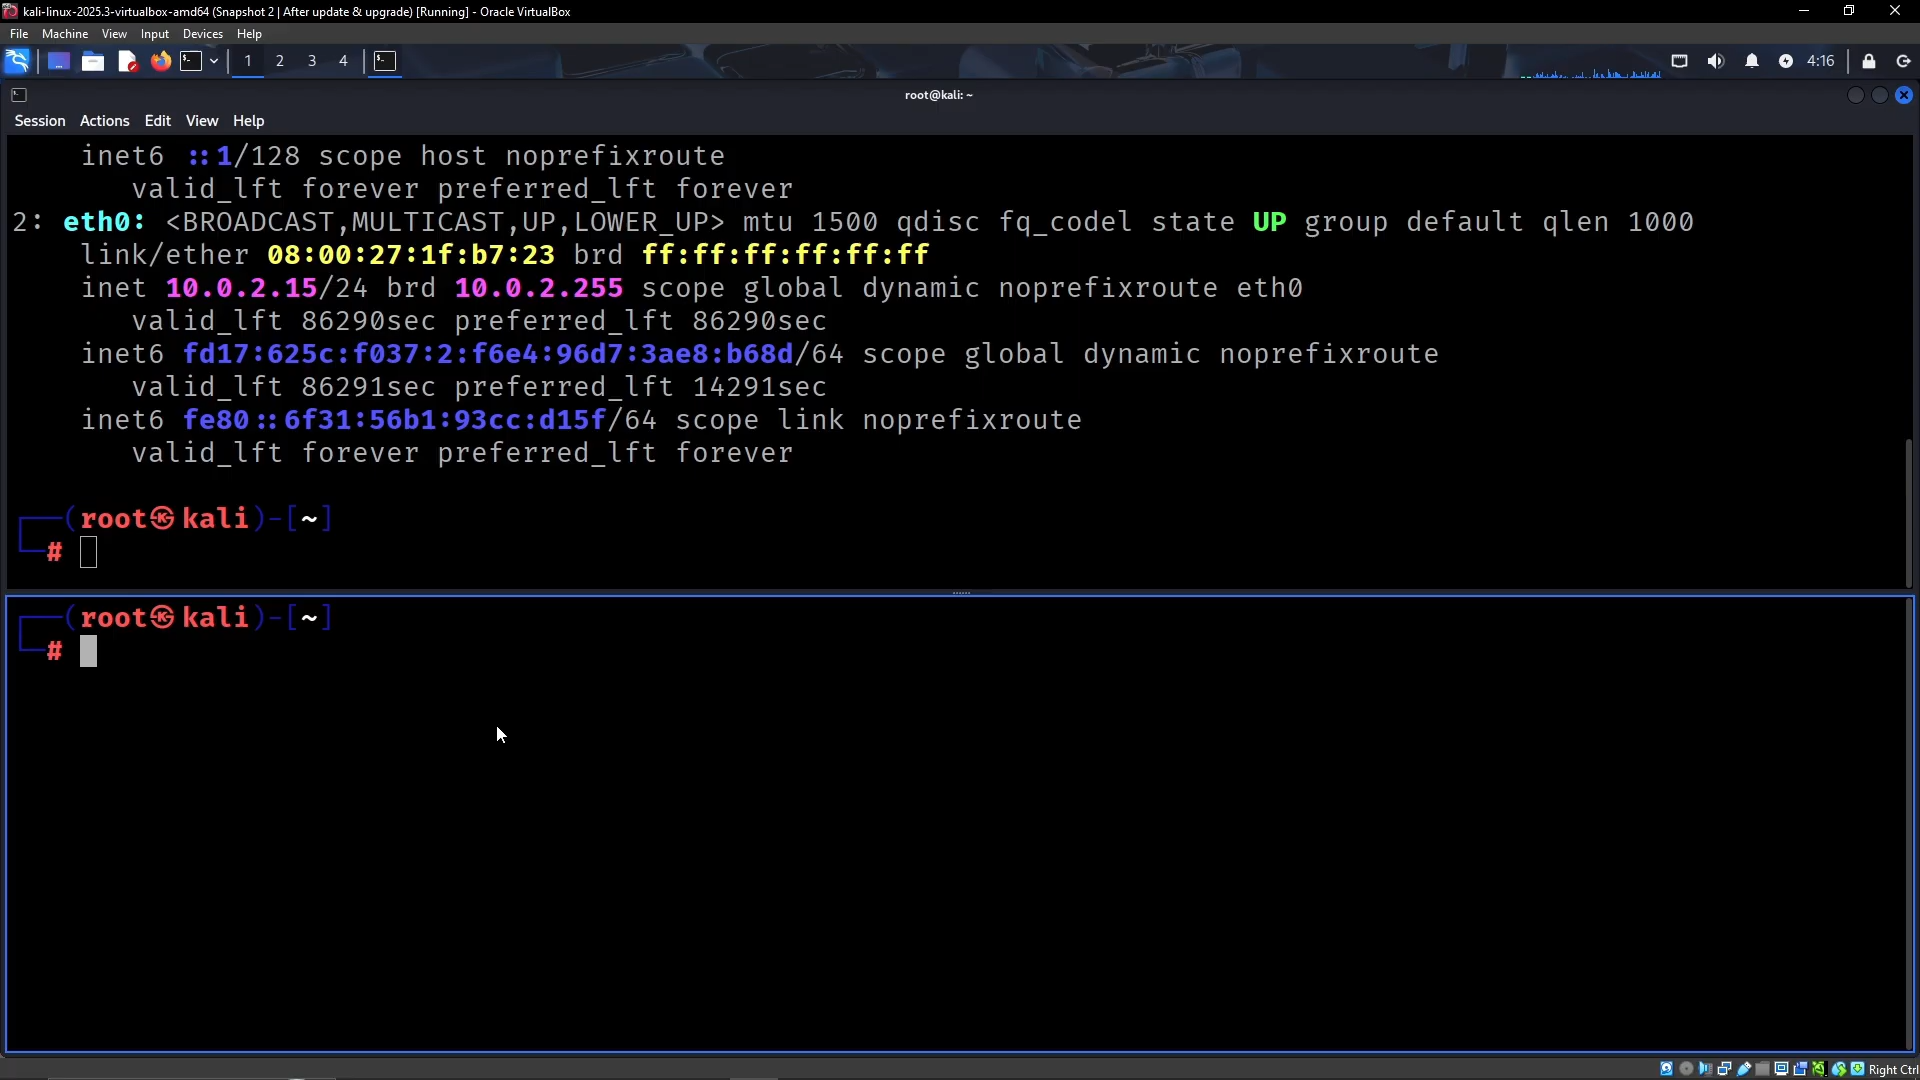 kali-linux-2025.3-virtualbox-amd64 (Snapshot 2 | After update & upgrade) [Running] - Oracle VirtualBox
File Machine View Input Devices Help
1 2 3 4 4:16
root@kali: ~
Session Actions Edit View Help
inet6 ::1/128 scope host noprefixroute
valid_lft forever preferred_lft forever
2: eth0: <BROADCAST,MULTICAST,UP,LOWER_UP> mtu 1500 qdisc fq_codel state UP group default qlen 1000
link/ether 08:00:27:1f:b7:23 brd ff:ff:ff:ff:ff:ff
inet 10.0.2.15/24 brd 10.0.2.255 scope global dynamic noprefixroute eth0
valid_lft 86290sec preferred_lft 86290sec
inet6 fd17:625c:f037:2:f6e4:96d7:3ae8:b68d/64 scope global dynamic noprefixroute
valid_lft 86291sec preferred_lft 14291sec
inet6 fe80::6f31:56b1:93cc:d15f/64 scope link noprefixroute
valid_lft forever preferred_lft forever
┌──(root㉿kali)-[~]
└─#
┌──(root㉿kali)-[~]
└─#
Right Ctrl